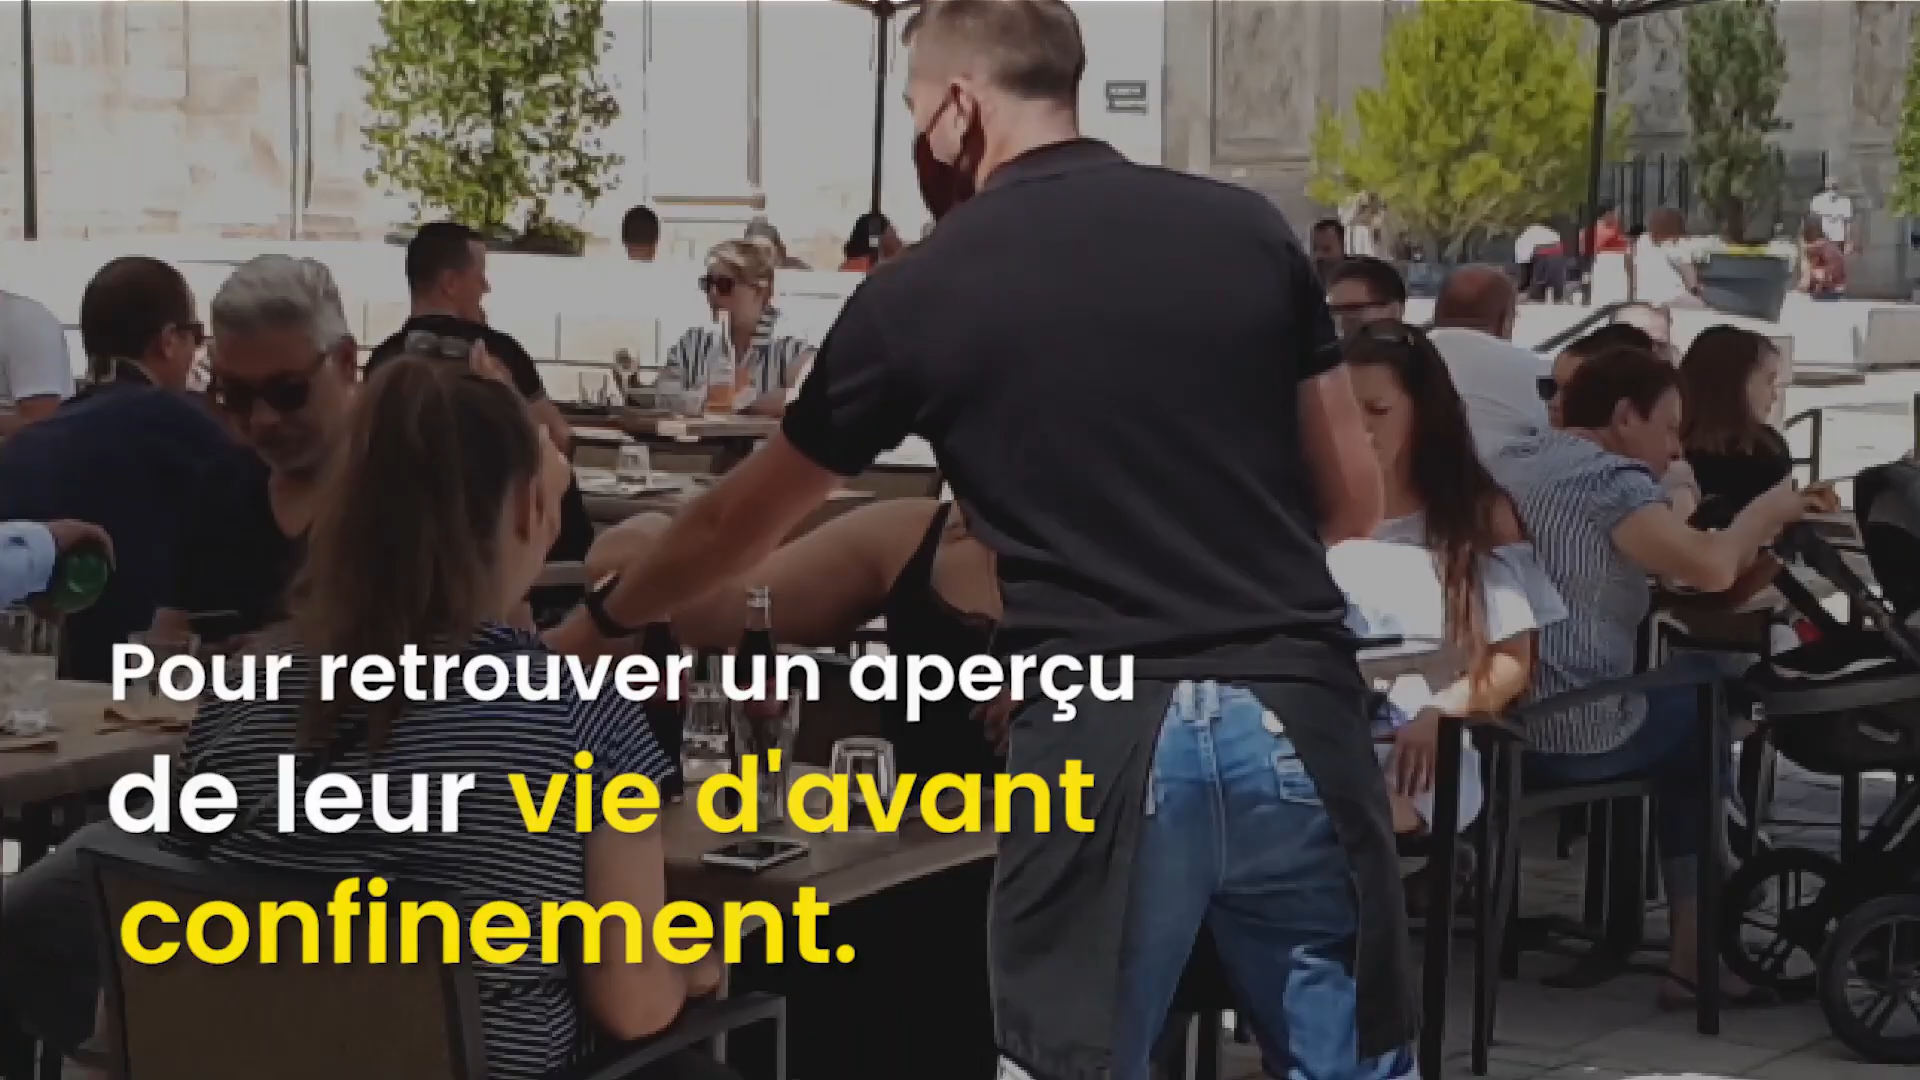 Pour retrouver un aperçu
de leur vie d'avant
confinement.